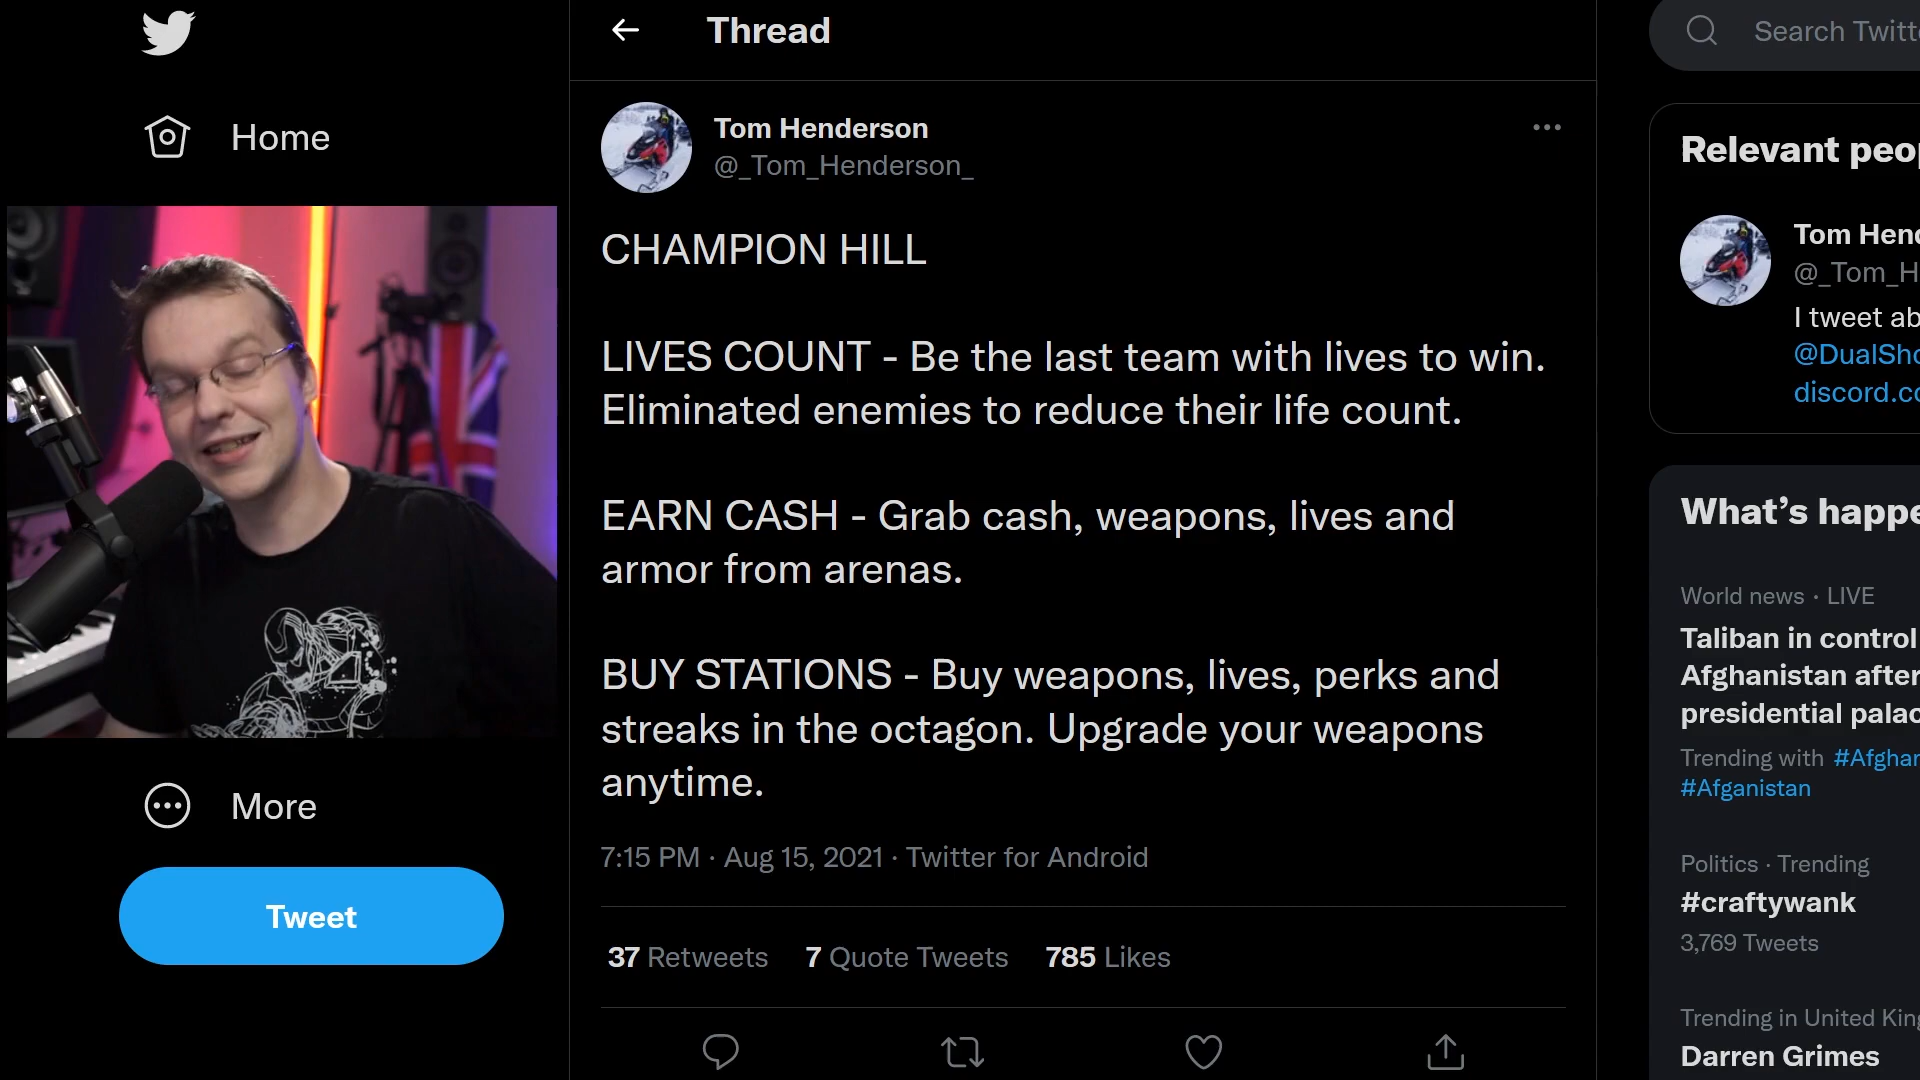 Home
More
Tweet
Thread
Tom Henderson
@_Tom_Henderson_
CHAMPION HILL
LIVES COUNT - Be the last team with lives to win.
Eliminated enemies to reduce their life count.
EARN CASH - Grab cash, weapons, lives and
armor from arenas.
BUY STATIONS - Buy weapons, lives, perks and
streaks in the octagon. Upgrade your weapons
anytime.
7:15 PM · Aug 15, 2021 · Twitter for Android
37 Retweets 7 Quote Tweets 785 Likes
Search Twitt
Relevant peo
Tom Hend
@_Tom_H
I tweet ab
@DualSho
discord.co
What's happe
World news · LIVE
Taliban in control
Afghanistan after
presidential palac
Trending with #Afghan
#Afganistan
Politics · Trending
#craftywank
3,769 Tweets
Trending in United King
Darren Grimes